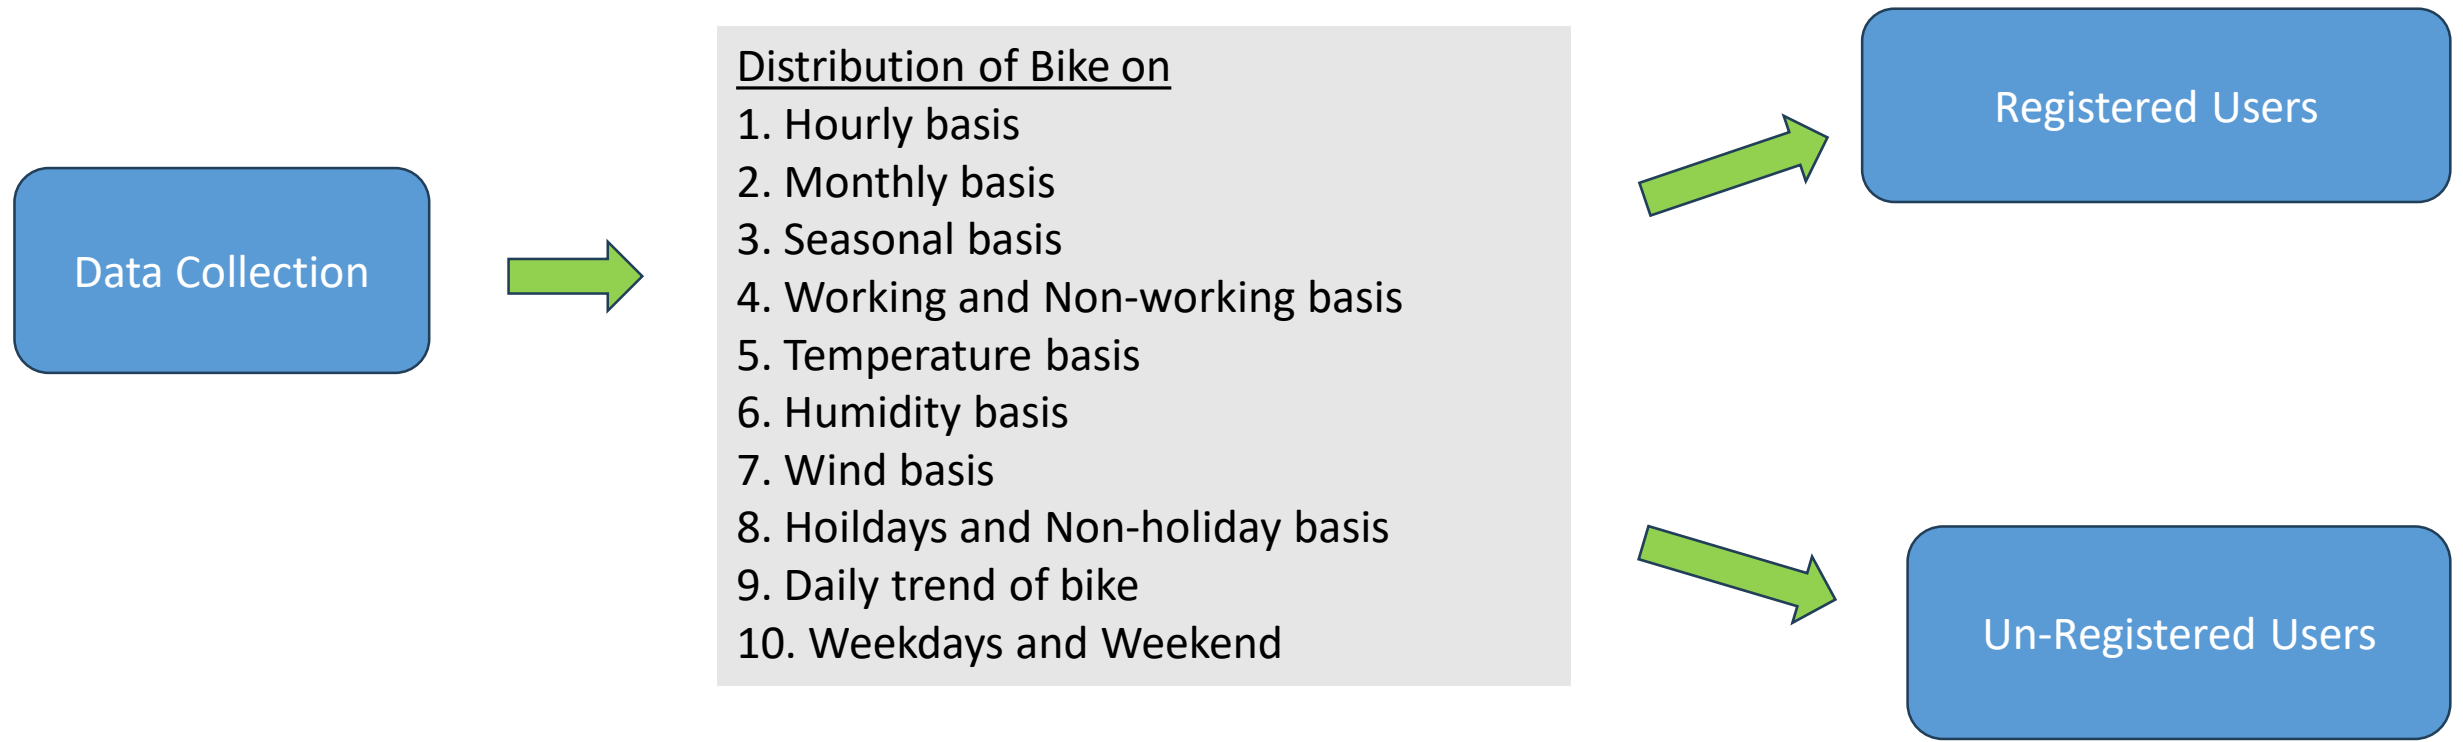 Data Collection
Distribution of Bike on
1. Hourly basis
2. Monthly basis
3. Seasonal basis
4. Working and Non-working basis
5. Temperature basis
6. Humidity basis
7. Wind basis
8. Hoildays and Non-holiday basis
9. Daily trend of bike
10. Weekdays and Weekend
Registered Users
Un-Registered Users